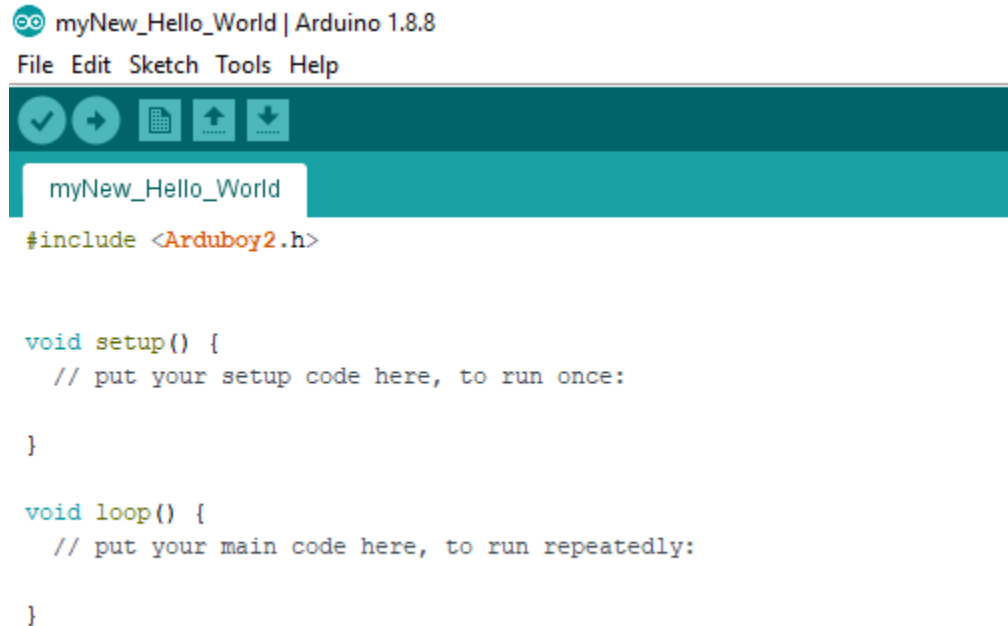 myNew_Hello_World | Arduino 1.8.8
File Edit Sketch Tools Help
myNew_Hello_World
#include <Arduboy2.h>
void setup() {
  // put your setup code here, to run once:
}
void loop() {
  // put your main code here, to run repeatedly:
}